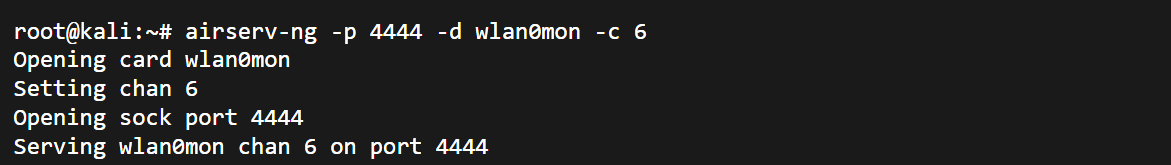 root@kali:~# airserv-ng -p 4444 -d wlan0mon -c 6
Opening card wlan0mon
Setting chan 6
Opening sock port 4444
Serving wlan0mon chan 6 on port 4444